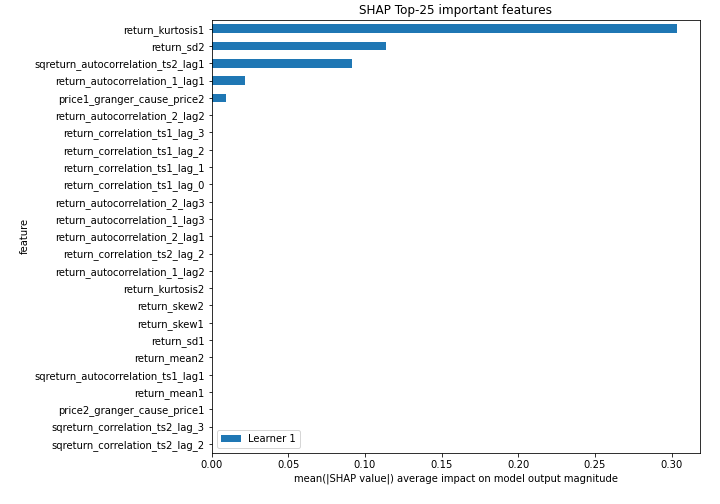 SHAP Top-25 important features
return_kurtosis1
return_sd2
sqreturn_autocorrelation_ts2_lag1
return_autocorrelation_1_lag1
price1_granger_cause_price2
return_autocorrelation_2_lag2
return_correlation_ts1_lag_3
return_correlation_ts1_lag_2
return_correlation_ts1_lag_1
return_correlation_ts1_lag_0
return_autocorrelation_2_lag3
return_autocorrelation_1_lag3
return_autocorrelation_2_lag1
return_correlation_ts2_lag_2
return_autocorrelation_1_lag2
return_kurtosis2
return_skew2
return_skew1
return_sd1
return_mean2
sqreturn_autocorrelation_ts1_lag1
return_mean1
price2_granger_cause_price1
sqreturn_correlation_ts2_lag_3
sqreturn_correlation_ts2_lag_2
feature
Learner 1
0.00 0.05 0.10 0.15 0.20 0.25 0.30
mean(|SHAP value|) average impact on model output magnitude